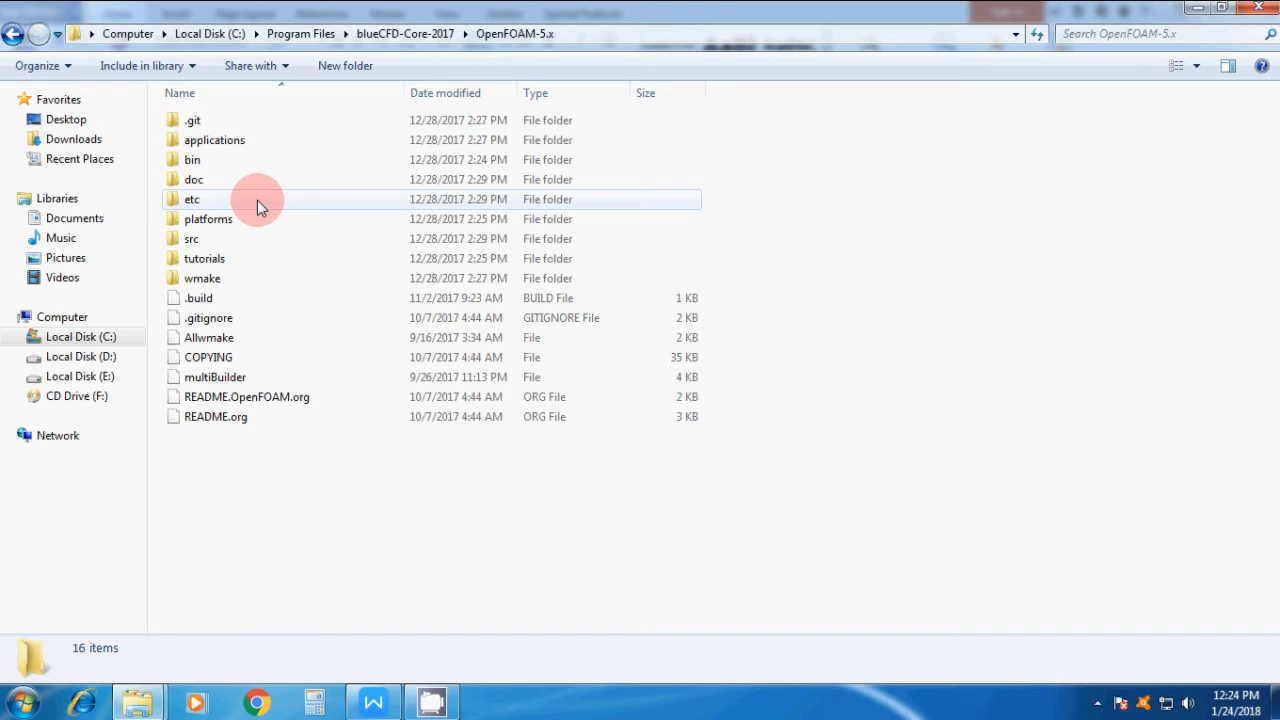 Computer Local Disk (C:) Program Files blueCFD-Core-2017 OpenFOAM-5.x Search OpenFOAM-5.x
Organize Include in library Share with New folder
Name Date modified Type Size
Favorites
Desktop
Downloads
Recent Places
Libraries
Documents
Music
Pictures
Videos
Computer
Local Disk (C:)
Local Disk (D:)
Local Disk (E:)
CD Drive (F:)
Network
.git 12/28/2017 2:27 PM File folder
applications 12/28/2017 2:27 PM File folder
bin 12/28/2017 2:24 PM File folder
doc 12/28/2017 2:29 PM File folder
etc 12/28/2017 2:29 PM File folder
platforms 12/28/2017 2:25 PM File folder
src 12/28/2017 2:29 PM File folder
tutorials 12/28/2017 2:25 PM File folder
wmake 12/28/2017 2:27 PM File folder
.build 11/2/2017 9:23 AM BUILD File 1 KB
.gitignore 10/7/2017 4:44 AM GITIGNORE File 2 KB
Allwmake 9/16/2017 3:34 AM File 2 KB
COPYING 10/7/2017 4:44 AM File 35 KB
multiBuilder 9/26/2017 11:13 PM File 4 KB
README.OpenFOAM.org 10/7/2017 4:44 AM ORG File 2 KB
README.org 10/7/2017 4:44 AM ORG File 3 KB
16 items
12:24 PM
1/24/2018